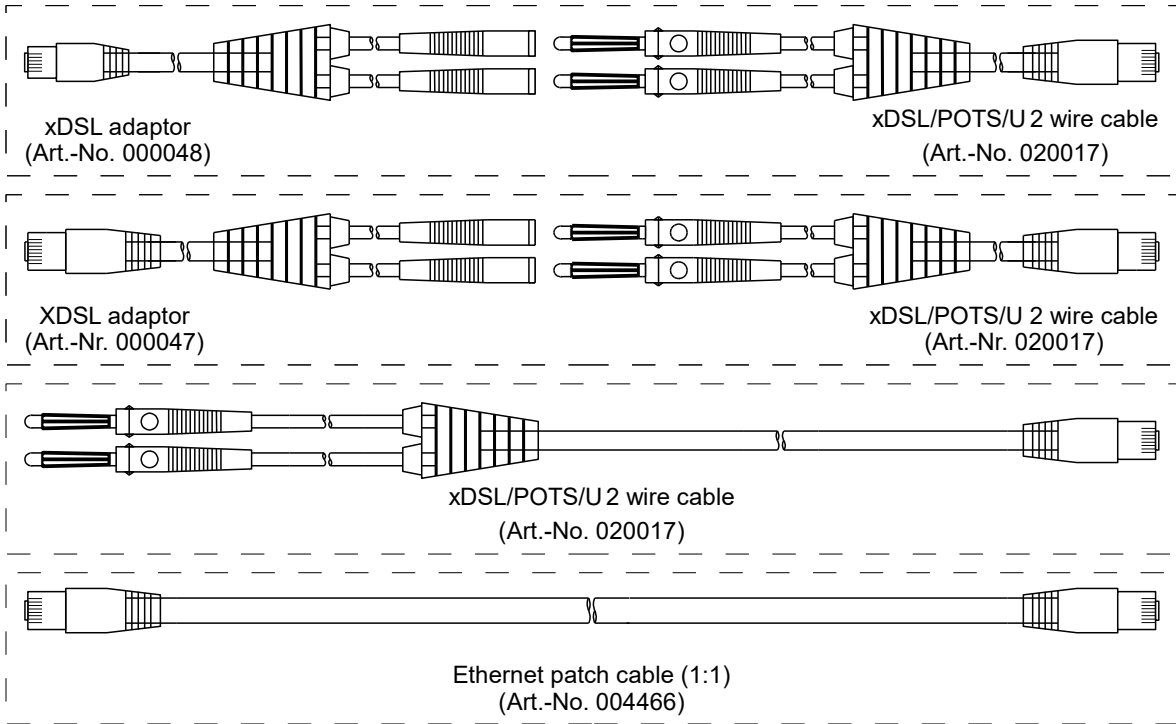 xDSL adaptor
(Art.-No. 000048)
xDSL/POTS/U 2 wire cable
(Art.-No. 020017)
XDSL adaptor
(Art.-Nr. 000047)
xDSL/POTS/U 2 wire cable
(Art.-Nr. 020017)
xDSL/POTS/U 2 wire cable
(Art.-No. 020017)
Ethernet patch cable (1:1)
(Art.-No. 004466)